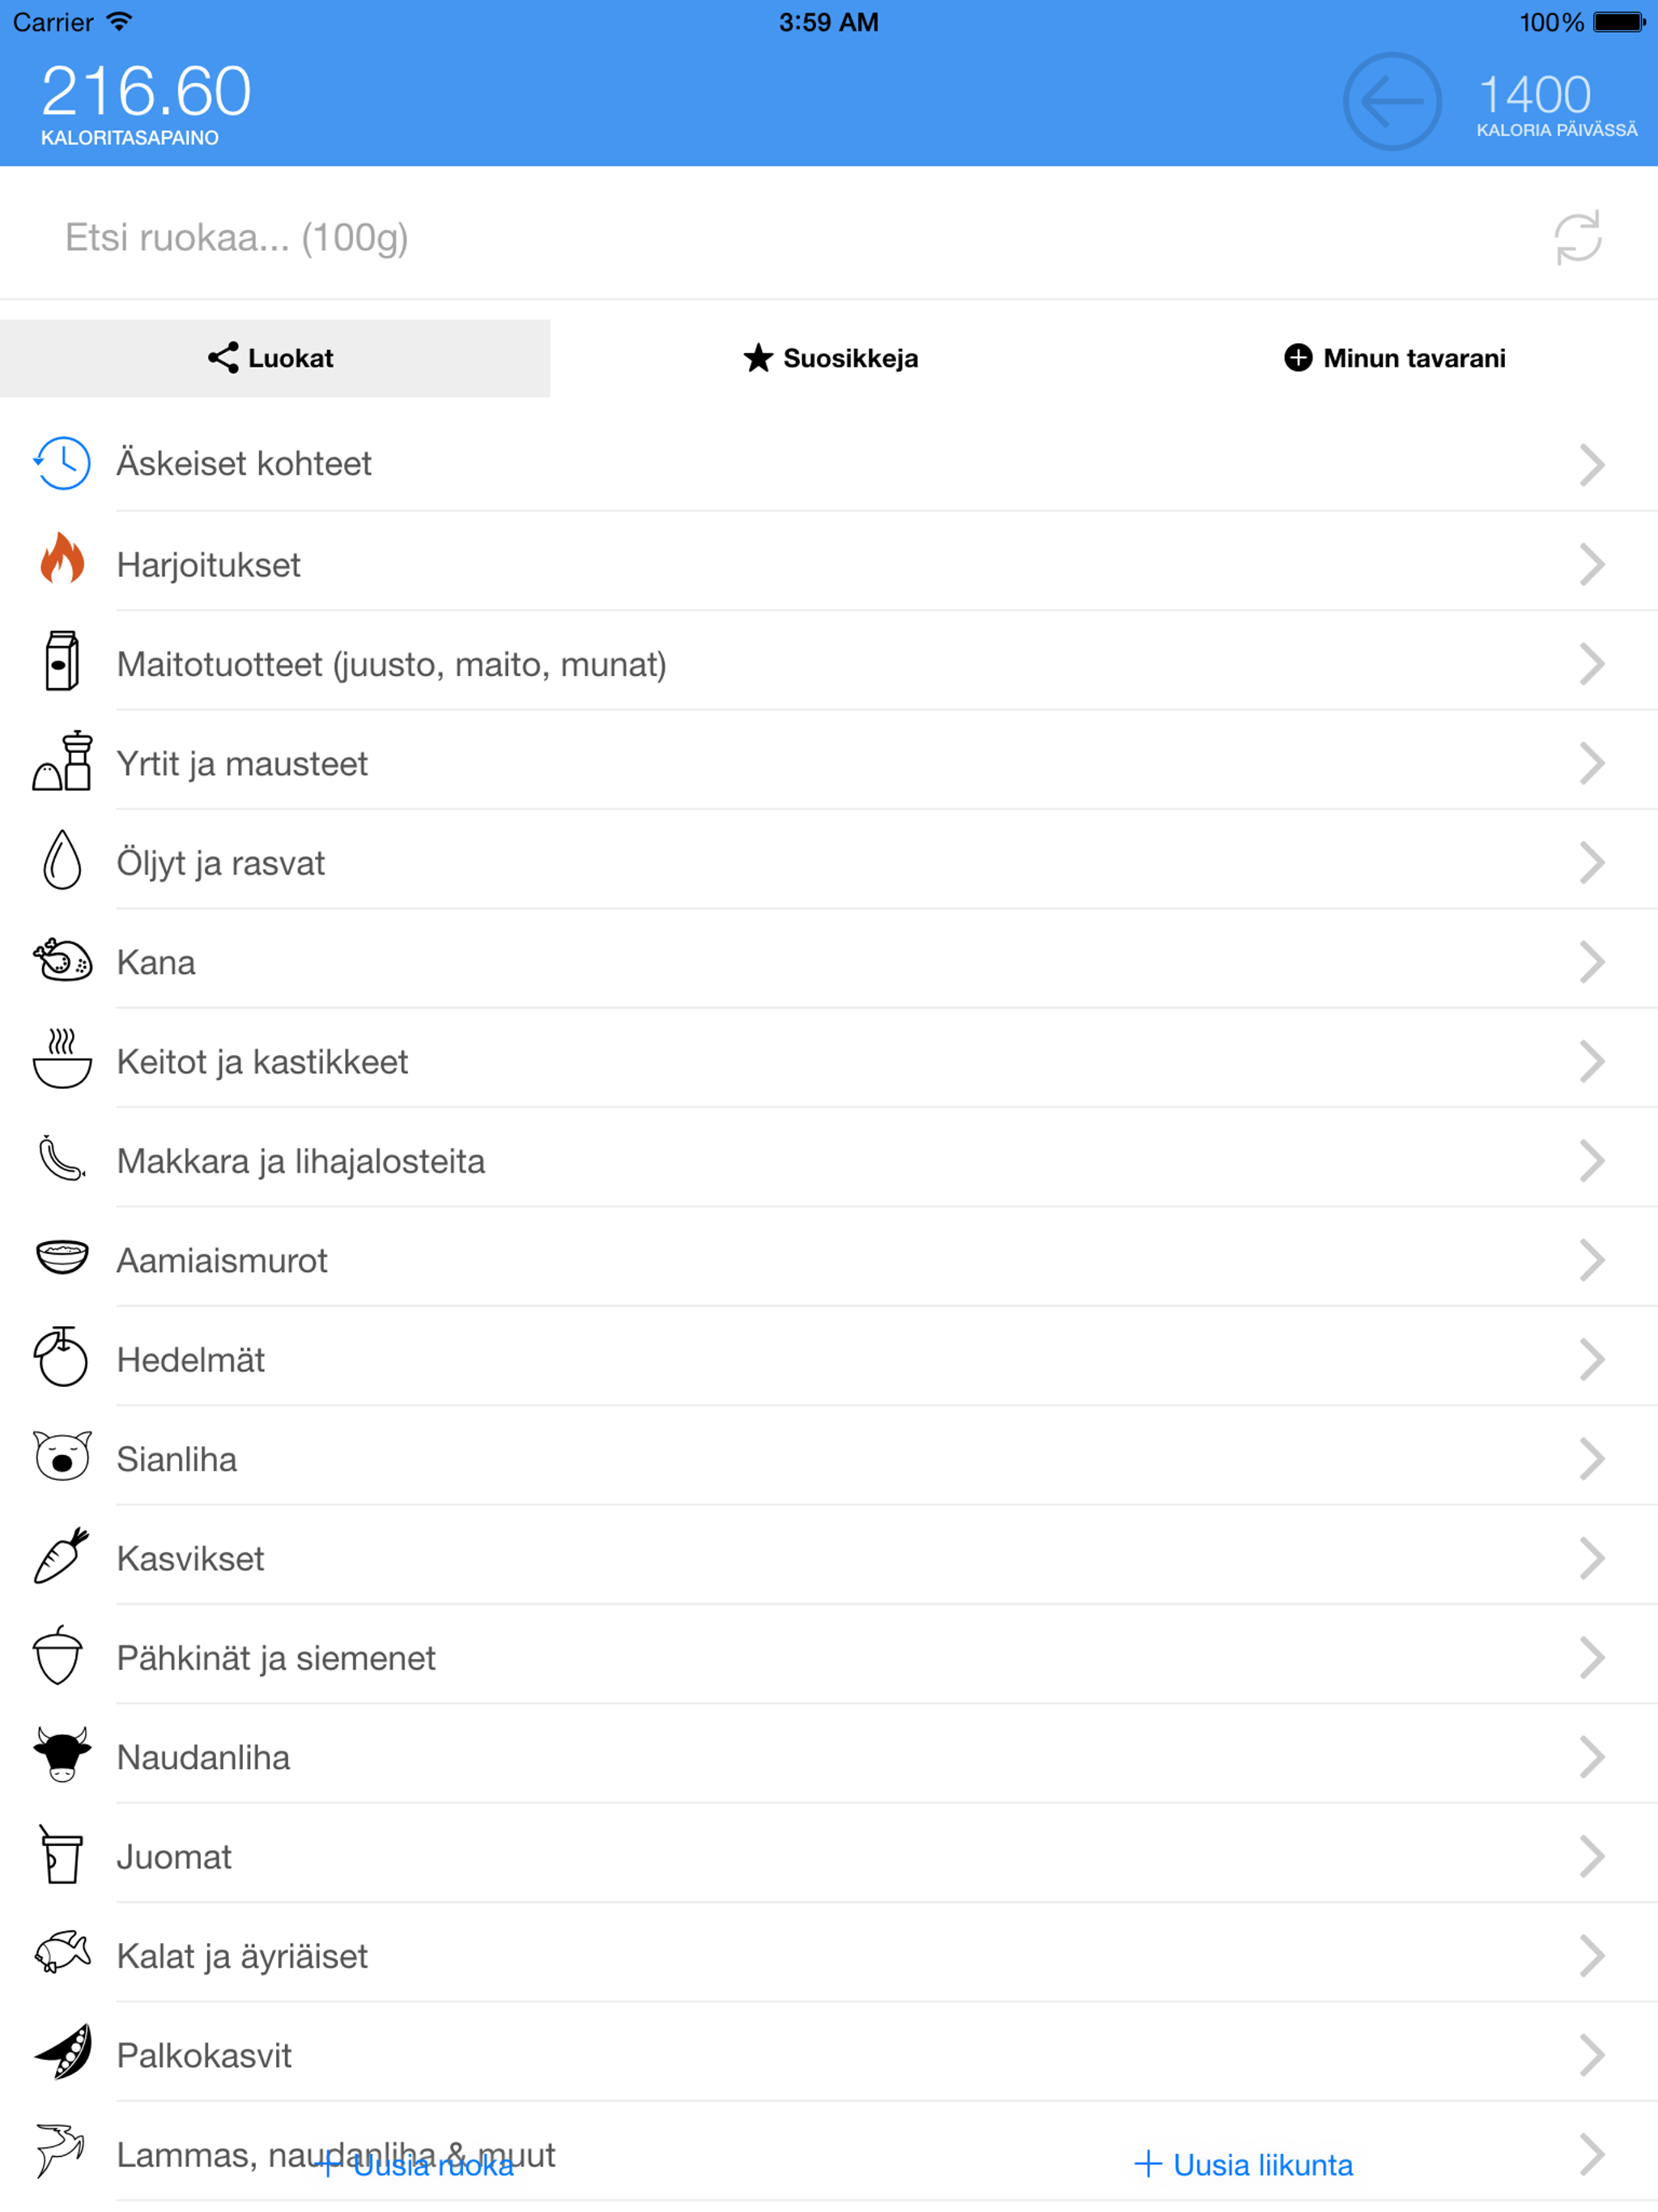 Carrier 3:59 AM 100%
216.60 1400
KALORITASAPAINO KALORIA PÄIVÄSSÄ
Etsi ruokaa... (100g)
Luokat Suosikkeja Minun tavarani
Äskeiset kohteet
Harjoitukset
Maitotuotteet (juusto, maito, munat)
Yrtit ja mausteet
Öljyt ja rasvat
Kana
Keitot ja kastikkeet
Makkara ja lihajalosteita
Aamiaismurot
Hedelmät
Sianliha
Kasvikset
Pähkinät ja siemenet
Naudanliha
Juomat
Kalat ja äyriäiset
Palkokasvit
Lammas, naudanliha & muut
+ Uusia ruoka + Uusia liikunta